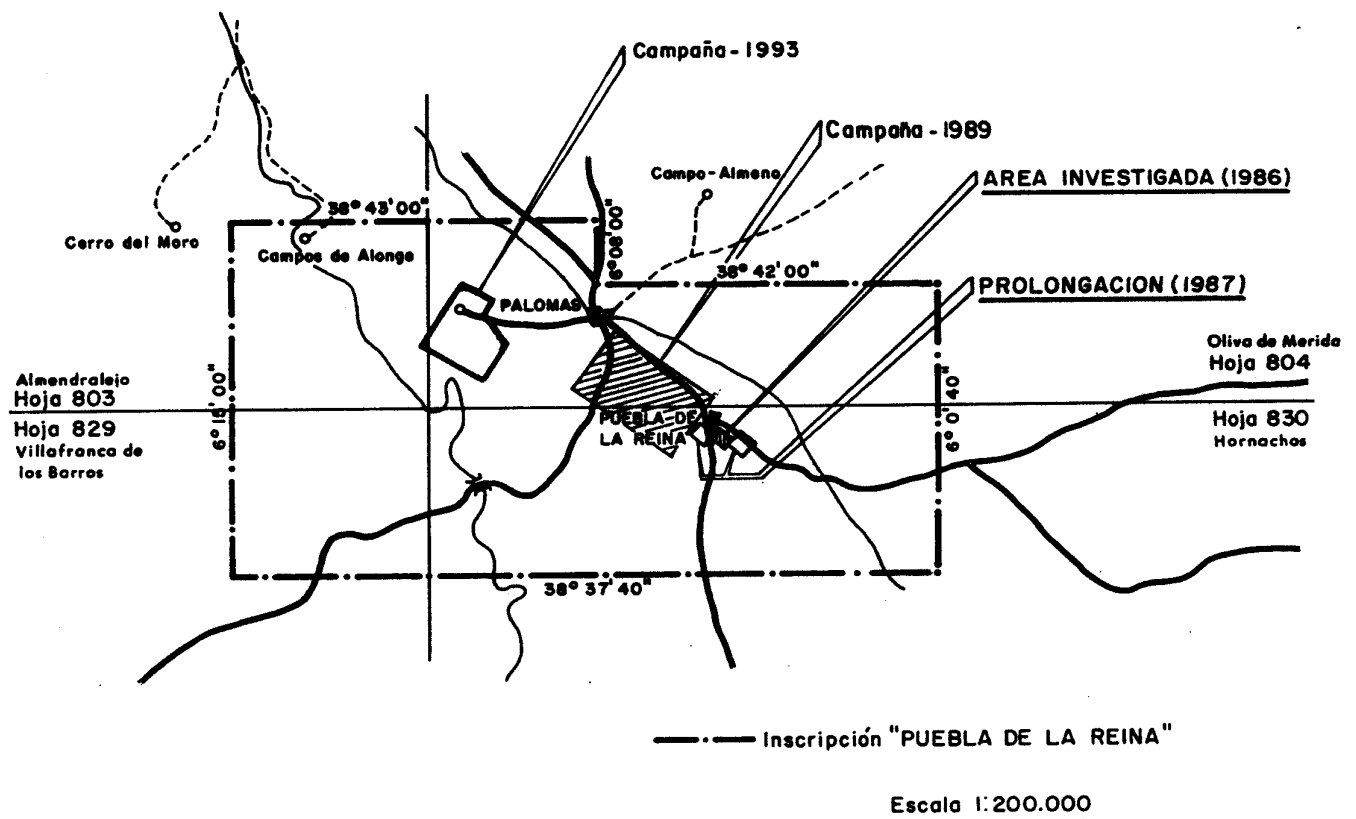 Campaña - 1993
Campaña - 1989
Campo-Almeno
AREA INVESTIGADA (1986)
38° 43' 00"
6° 08' 00"
Cerro del Moro
Campos de Alonge
38° 42' 00"
PROLONGACION (1987)
PALOMAS
Oliva de Merida
Hoja 804
Almendralejo
Hoja 803
6° 15' 00"
6° 0' 40"
Hoja 829
Villafranca de
los Barros
PUEBLA DE
LA REINA
Hoja 830
Hornachos
38° 37' 40"
Inscripción "PUEBLA DE LA REINA"
Escala 1:200.000